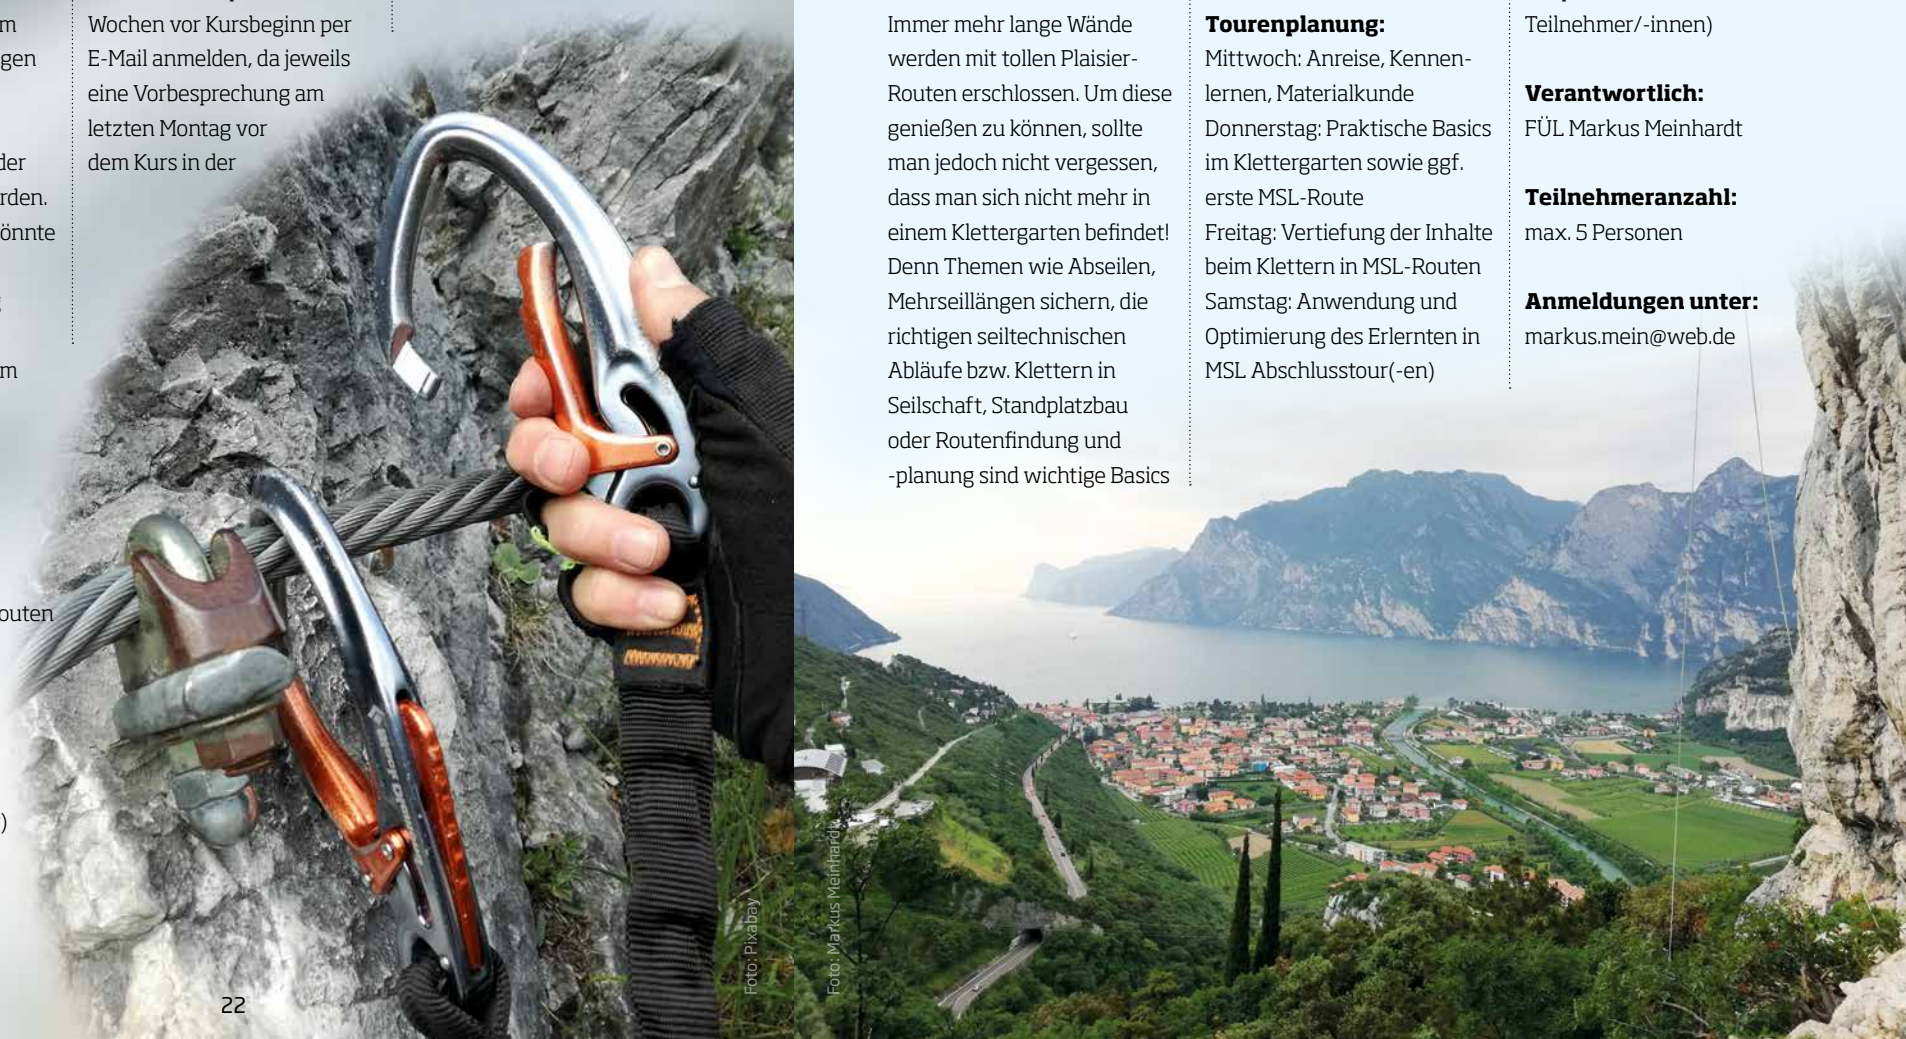 m
gen
der
rden.
önnte
m
outen
)
Wochen vor Kursbeginn per
E-Mail anmelden, da jeweils
eine Vorbesprechung am
letzten Montag vor
dem Kurs in der
22
Foto: Pixabay
Immer mehr lange Wände
werden mit tollen Plaisier-
Routen erschlossen. Um diese
genießen zu können, sollte
man jedoch nicht vergessen,
dass man sich nicht mehr in
einem Klettergarten befindet!
Denn Themen wie Abseilen,
Mehrseillängen sichern, die
richtigen seiltechnischen
Abläufe bzw. Klettern in
Seilschaft, Standplatzbau
oder Routenfindung und
-planung sind wichtige Basics
Tourenplanung:
Mittwoch: Anreise, Kennen-
lernen, Materialkunde
Donnerstag: Praktische Basics
im Klettergarten sowie ggf.
erste MSL-Route
Freitag: Vertiefung der Inhalte
beim Klettern in MSL-Routen
Samstag: Anwendung und
Optimierung des Erlernten in
MSL Abschlusstour(-en)
Teilnehmer/-innen)
Verantwortlich:
FÜL Markus Meinhardt
Teilnehmeranzahl:
max. 5 Personen
Anmeldungen unter:
markus.mein@web.de
Foto: Markus Meinhardt